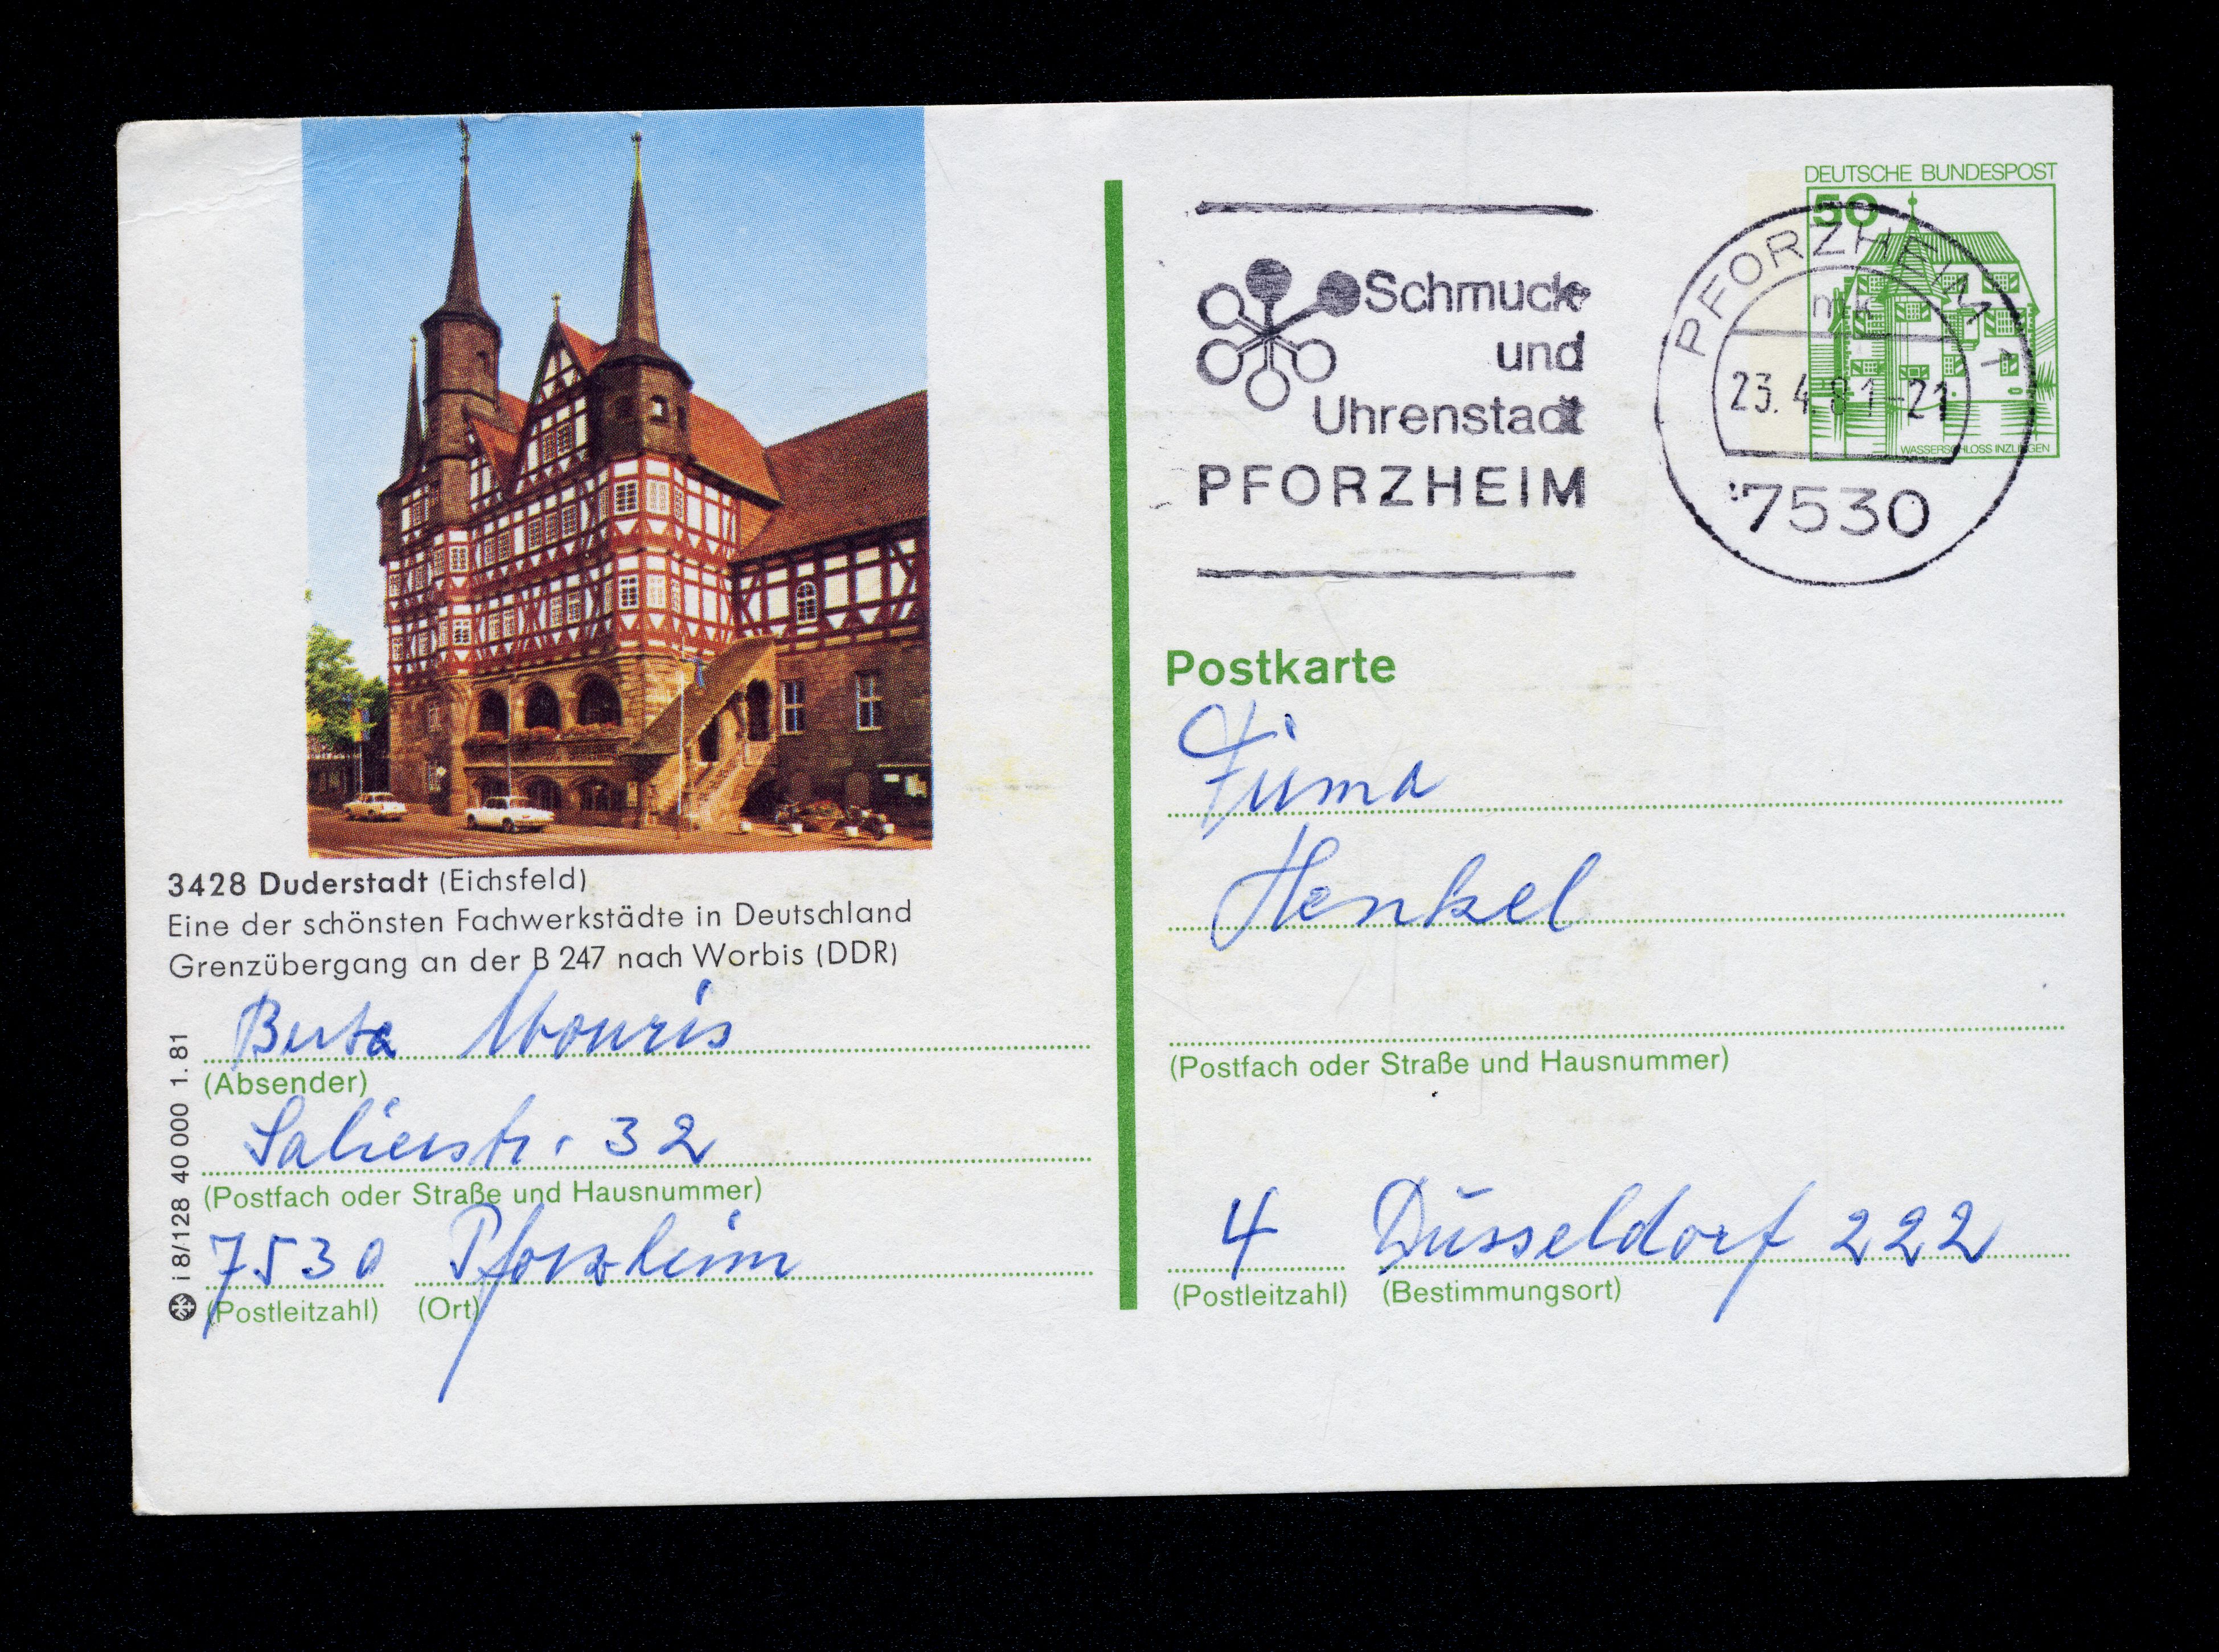 DEUTSCHE BUNDESPOST
50
WASSERSCHLOSS INZLINGEN
Schmuck
und
Uhrenstadt
PFORZHEIM
PFORZHEIM 1
23.4.81-21
7530
3428 Duderstadt (Eichsfeld)
Eine der schönsten Fachwerkstädte in Deutschland
Grenzübergang an der B 247 nach Worbis (DDR)
Berta
(Absender)
Salierstr. 32
(Postfach oder Straße und Hausnummer)
7530 Pforzheim
(Postleitzahl) (Ort)
i 8/128 40 000 1.81
Postkarte
Firma
Henkel
(Postfach oder Straße und Hausnummer)
4 Düsseldorf 222
(Postleitzahl) (Bestimmungsort)